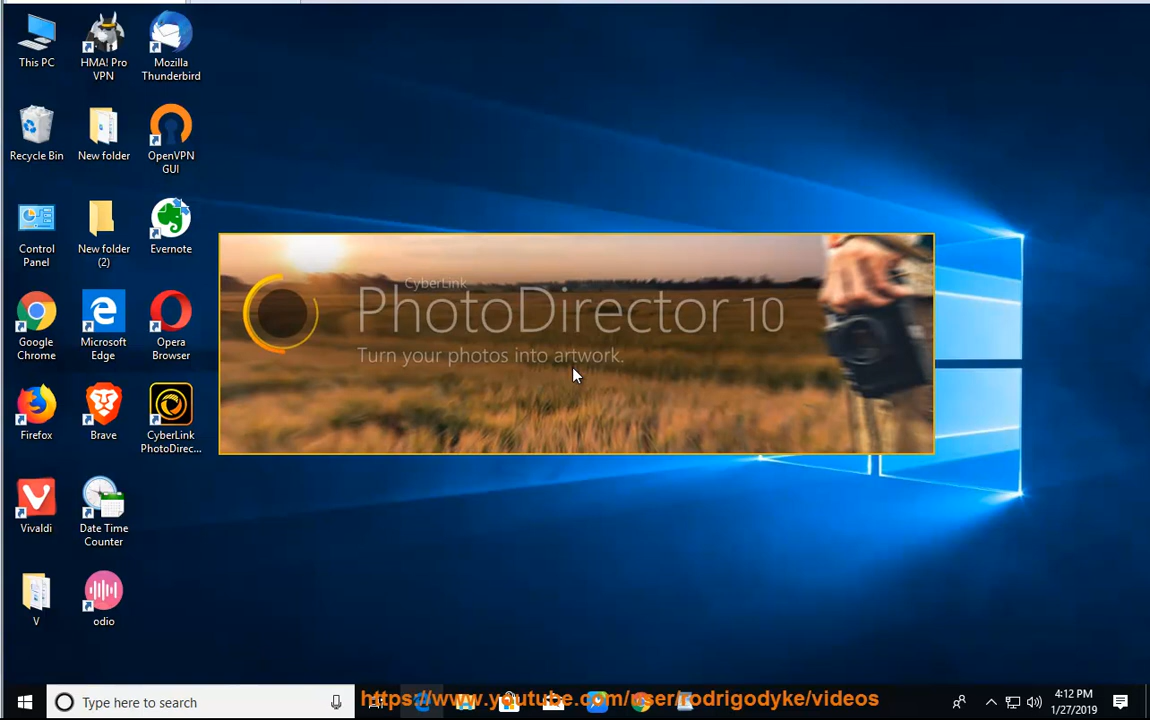 This PC
HMA! Pro
VPN
Mozilla
Thunderbird
Recycle Bin
New folder
OpenVPN
GUI
Control
Panel
New folder
(2)
Evernote
Google
Chrome
Microsoft
Edge
Opera
Browser
Firefox
Brave
CyberLink
PhotoDirec...
Vivaldi
Date Time
Counter
V
odio
CyberLink
PhotoDirector 10
Turn your photos into artwork.
Type here to search
https://www.youtube.com/user/rodrigodyke/videos
4:12 PM
1/27/2019